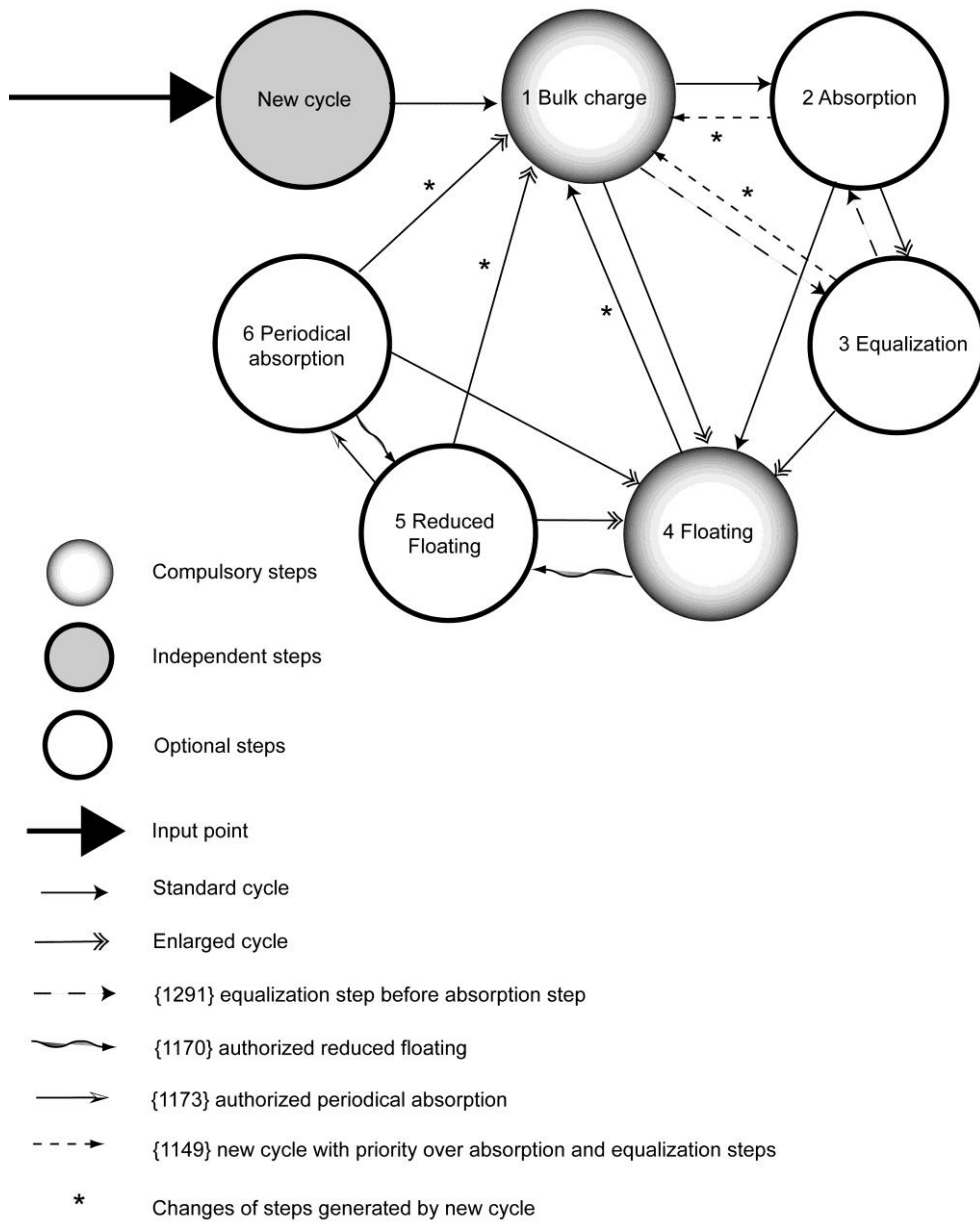 New cycle
1 Bulk charge
2 Absorption
*
*
*
*
*
6 Periodical
absorption
3 Equalization
5 Reduced
Floating
4 Floating
Compulsory steps
Independent steps
Optional steps
Input point
Standard cycle
Enlarged cycle
{1291} equalization step before absorption step
{1170} authorized reduced floating
{1173} authorized periodical absorption
{1149} new cycle with priority over absorption and equalization steps
* Changes of steps generated by new cycle